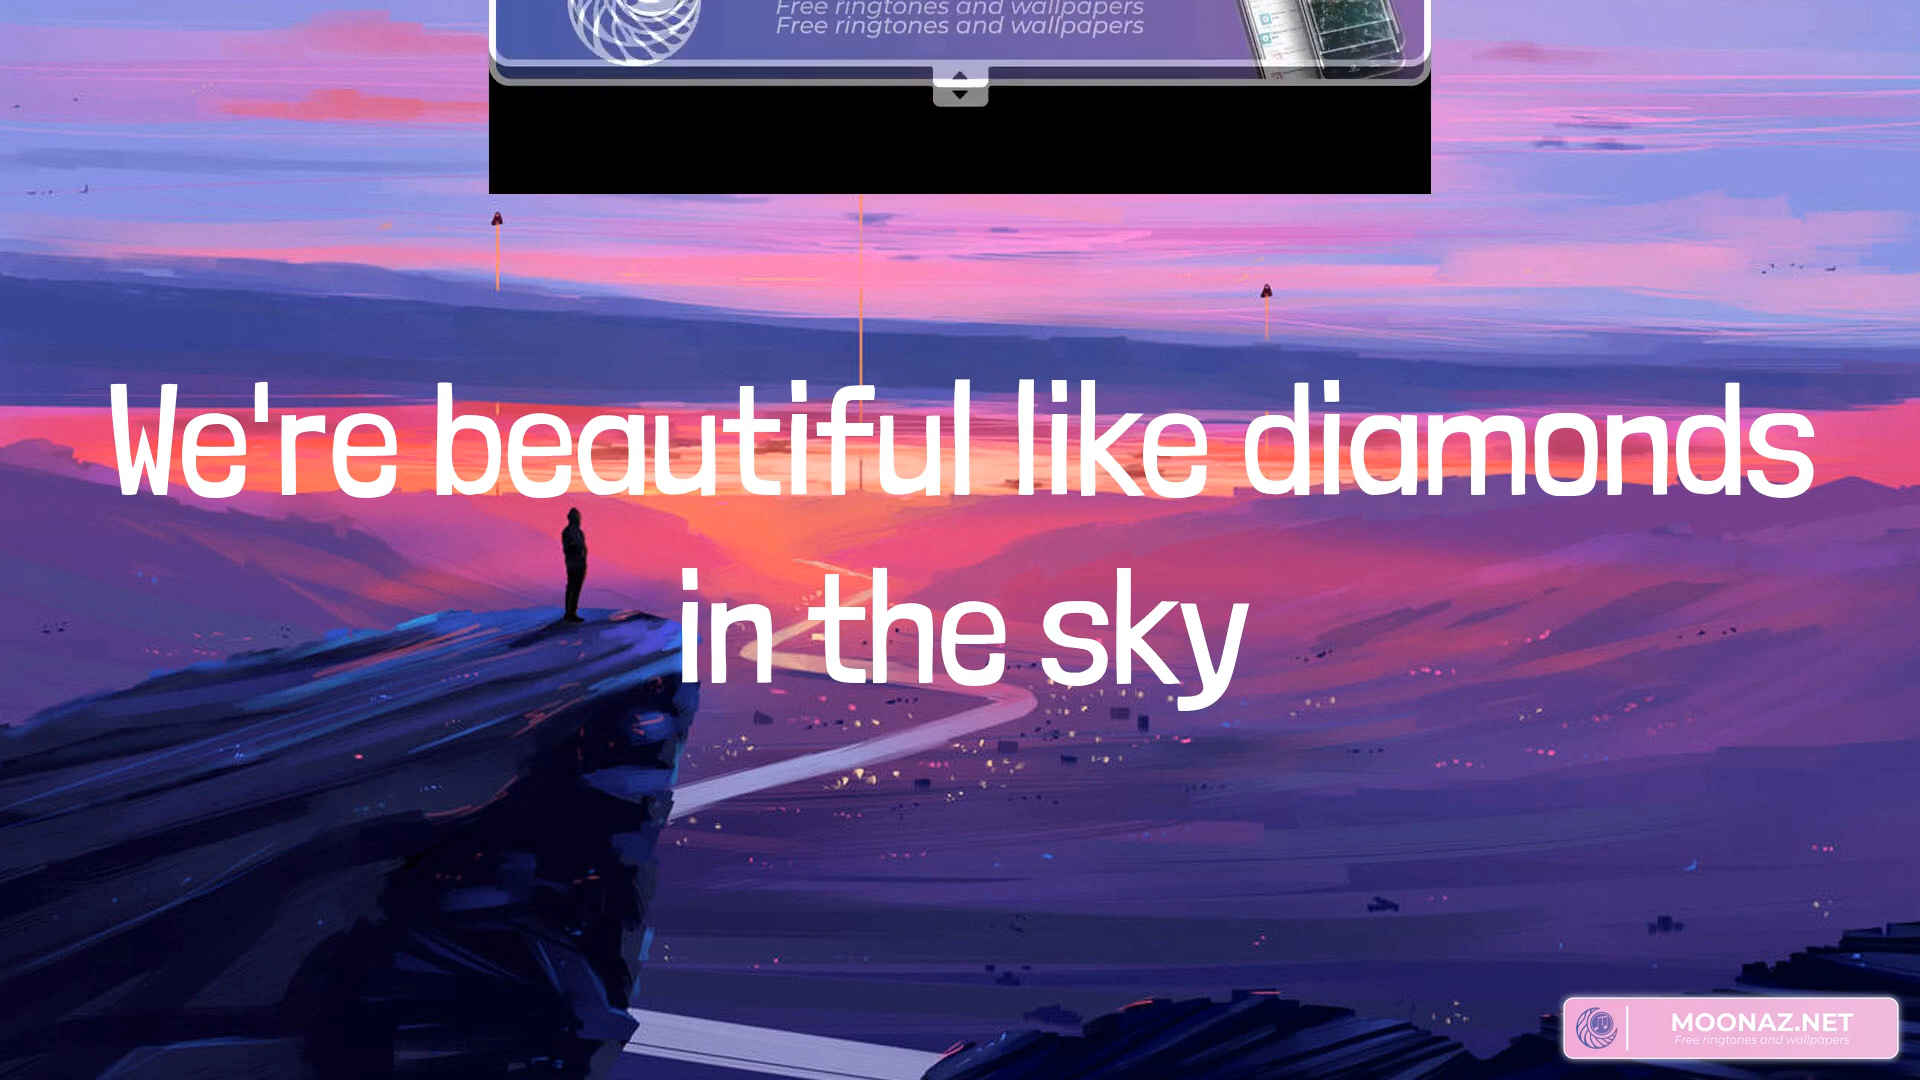 Free ringtones and wallpapers
Free ringtones and wallpapers
We're beautiful like diamonds
in the sky
MOONAZ.NET
Free ringtones and wallpapers